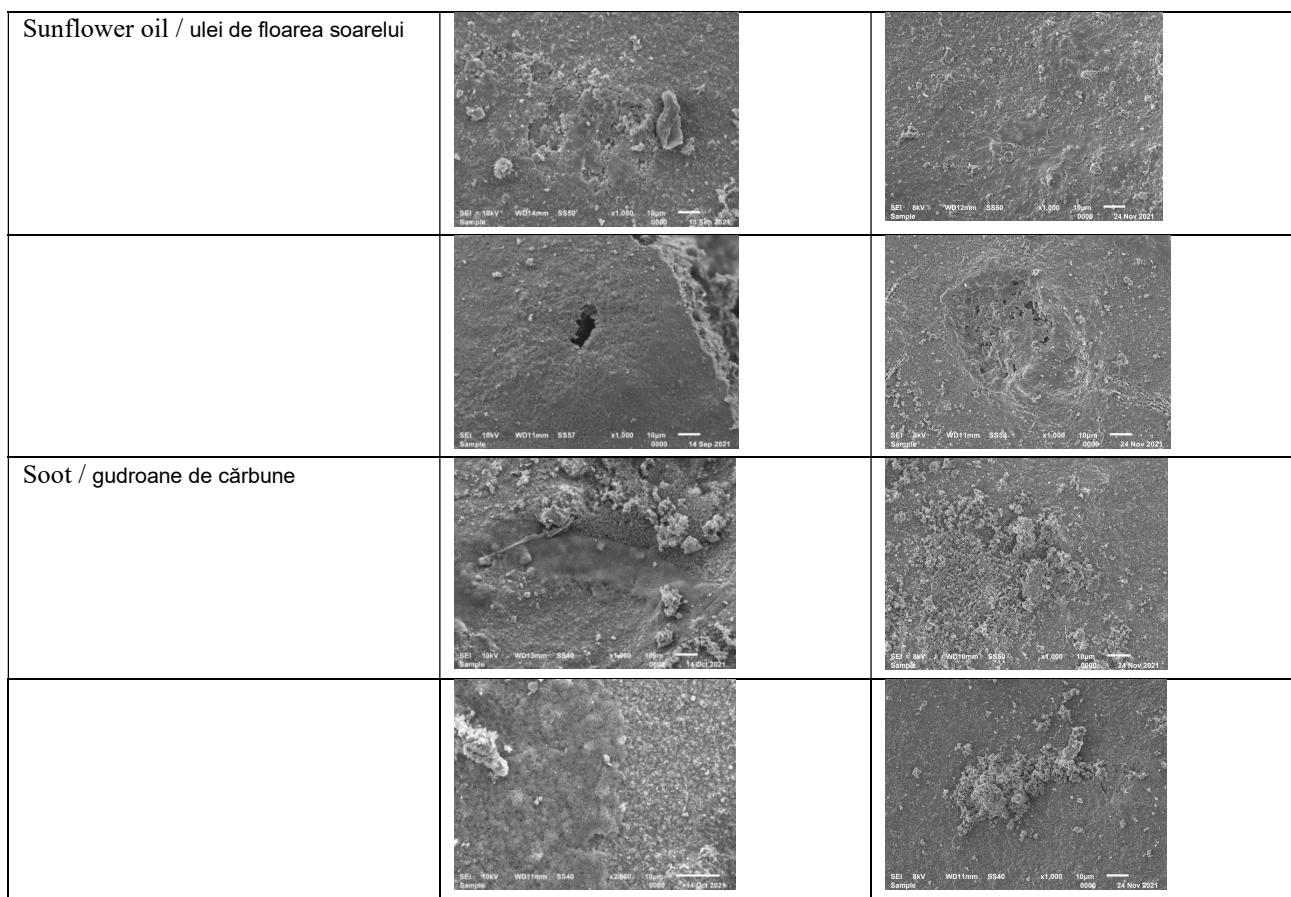 Sunflower oil / ulei de floarea soarelui
SEI 10kV WD14mm SS50 x1,000 10µm
Sample 0000 13 Sep 2021
SEI 8kV WD12mm SS50 x1,000 10µm
Sample 0000 24 Nov 2021
SEI 10kV WD11mm SS57 x1,000 10µm
Sample 0000 14 Sep 2021
SEI 8kV WD11mm SS50 x1,000 10µm
Sample 0000 24 Nov 2021
Soot / gudroane de cărbune
SEI 10kV WD13mm SS40 x1,000 10µm
Sample 0000 14 Oct 2021
SEI 8kV WD10mm SS50 x1,000 10µm
Sample 0000 24 Nov 2021
SEI 10kV WD11mm SS40 x2,000 10µm
Sample 0000 14 Oct 2021
SEI 8kV WD11mm SS40 x1,000 10µm
Sample 0000 24 Nov 2021